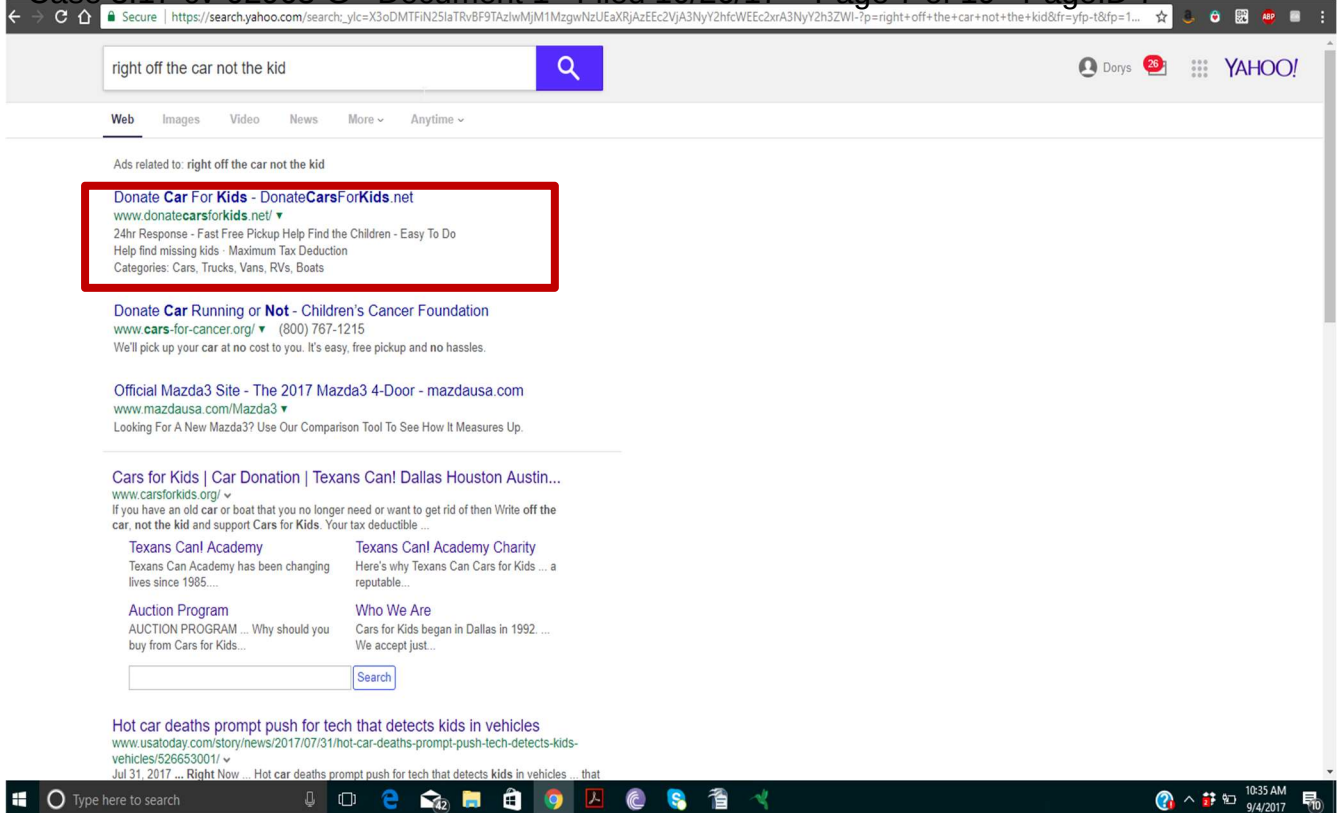 Secure | https://search.yahoo.com/search;_ylc=X3oDMTFiN25laTRvBF9TAzIwMjM1MzgwNzUEaXRjAzEEc2VjA3NyY2hfcWEEc2xrA3NyY2h3ZWI-?p=right+off+the+car+not+the+kid&fr=yfp-t&fp=1...
ABP
right off the car not the kid
Dorys 26 YAHOO!
Web Images Video News More Anytime
Ads related to: right off the car not the kid
Donate Car For Kids - DonateCarsForKids.net
www.donatecarsforkids.net/
24hr Response - Fast Free Pickup Help Find the Children - Easy To Do
Help find missing kids · Maximum Tax Deduction
Categories: Cars, Trucks, Vans, RVs, Boats
Donate Car Running or Not - Children's Cancer Foundation
www.cars-for-cancer.org/ (800) 767-1215
We'll pick up your car at no cost to you. It's easy, free pickup and no hassles.
Official Mazda3 Site - The 2017 Mazda3 4-Door - mazdausa.com
www.mazdausa.com/Mazda3
Looking For A New Mazda3? Use Our Comparison Tool To See How It Measures Up.
Cars for Kids | Car Donation | Texans Can! Dallas Houston Austin...
www.carsforkids.org/
If you have an old car or boat that you no longer need or want to get rid of then Write off the
car, not the kid and support Cars for Kids. Your tax deductible ...
Texans Can! Academy
Texans Can Academy has been changing
lives since 1985....
Texans Can! Academy Charity
Here's why Texans Can Cars for Kids ... a
reputable...
Auction Program
AUCTION PROGRAM ... Why should you
buy from Cars for Kids...
Who We Are
Cars for Kids began in Dallas in 1992. ...
We accept just...
Search
Hot car deaths prompt push for tech that detects kids in vehicles
www.usatoday.com/story/news/2017/07/31/hot-car-deaths-prompt-push-tech-detects-kids-
vehicles/526653001/
Jul 31, 2017 ... Right Now ... Hot car deaths prompt push for tech that detects kids in vehicles ... that
Type here to search
42
10:35 AM
9/4/2017
10